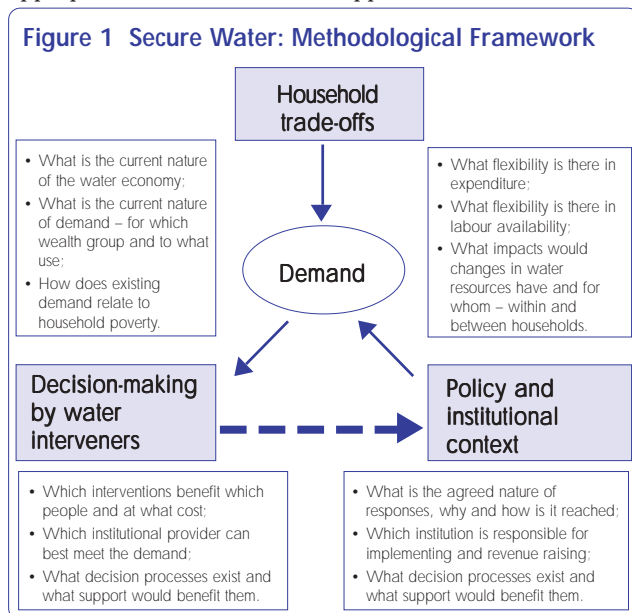 Figure 1 Secure Water: Methodological Framework
Household
trade-offs
• What is the current nature
of the water economy;
• What is the current nature
of demand – for which
wealth group and to what
use;
• How does existing
demand relate to
household poverty.
• What flexibility is there in
expenditure;
• What flexibility is there in
labour availability;
• What impacts would
changes in water
resources have and for
whom – within and
between households.
Demand
Decision-making
by water
interveners
Policy and
institutional
context
• Which interventions benefit which
people and at what cost;
• Which institutional provider can
best meet the demand;
• What decision processes exist and
what support would benefit them.
• What is the agreed nature of
responses, why and how is it reached;
• Which institution is responsible for
implementing and revenue raising;
• What decision processes exist and
what support would benefit them.